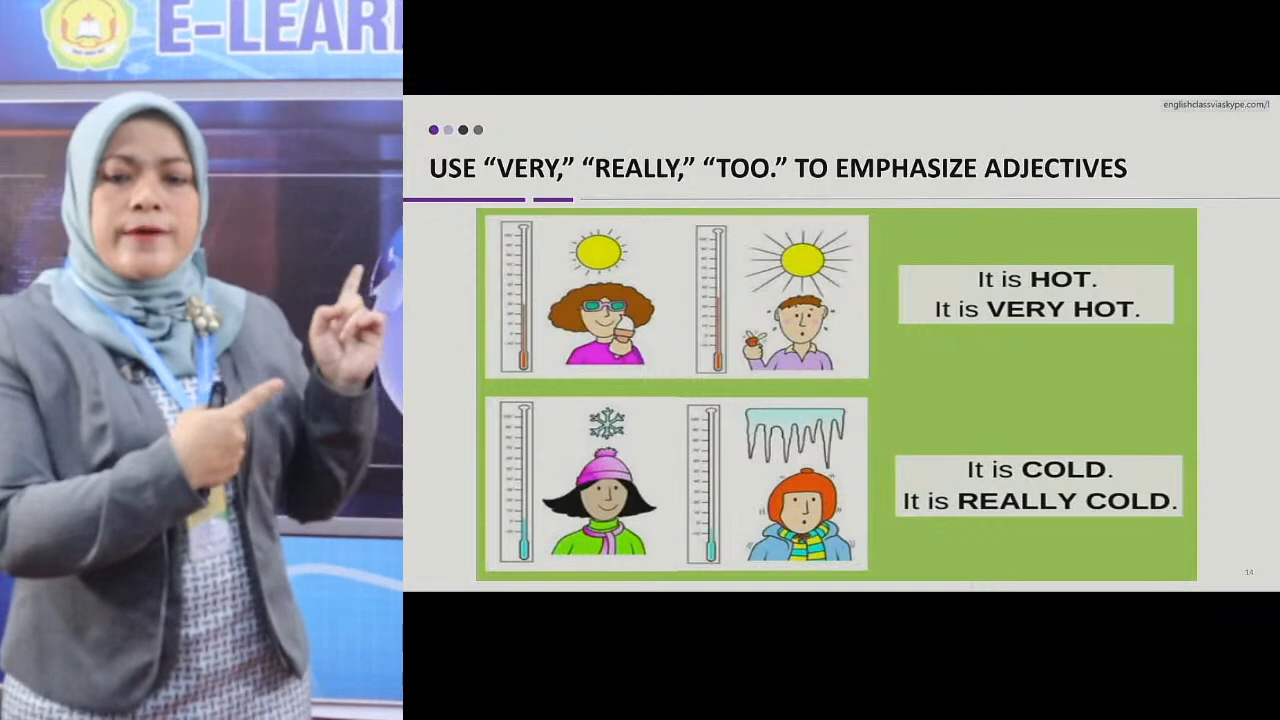 E-LEAR
englishclassviaskype.com/l
USE “VERY,” “REALLY,” “TOO.” TO EMPHASIZE ADJECTIVES
It is HOT.
It is VERY HOT.
It is COLD.
It is REALLY COLD.
14